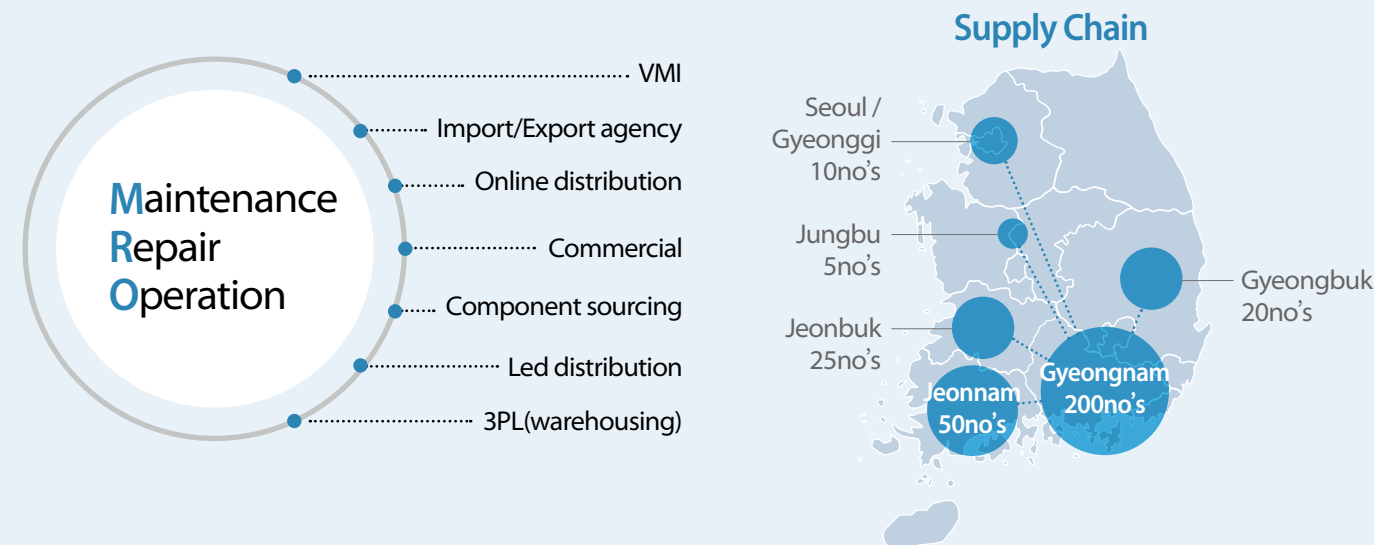 Maintenance
Repair
Operation
VMI
Import/Export agency
Online distribution
Commercial
Component sourcing
Led distribution
3PL(warehousing)
Supply Chain
Seoul /
Gyeonggi
10no's
Jungbu
5no's
Jeonbuk
25no's
Gyeongbuk
20no's
Gyeongnam
200no's
Jeonnam
50no's